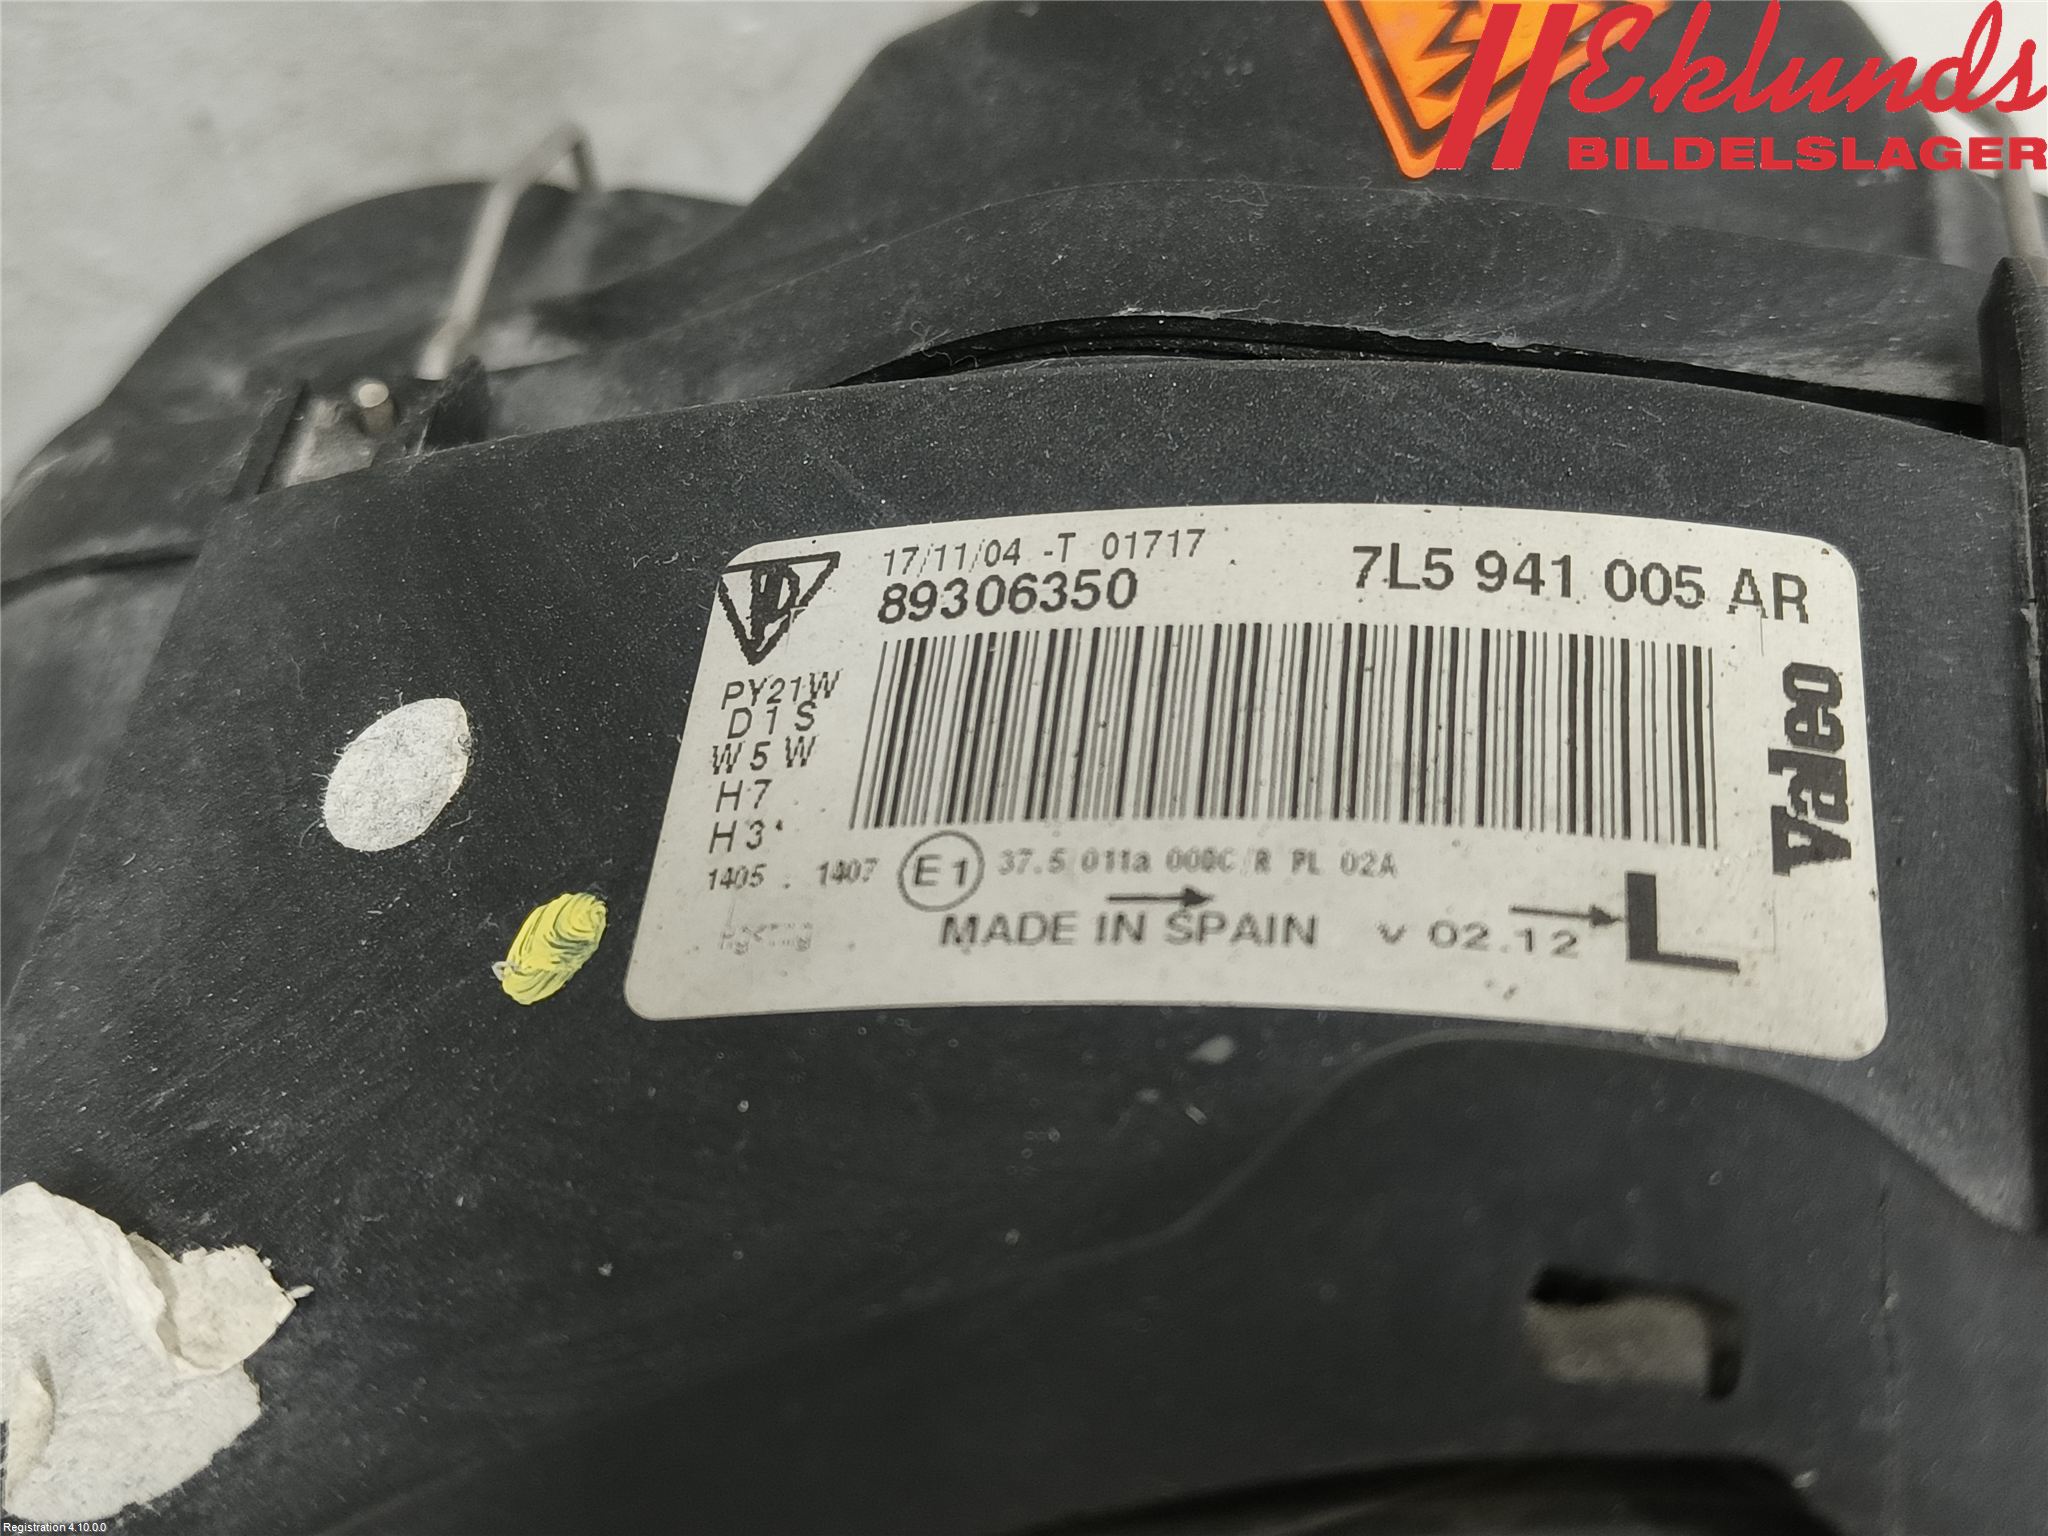 Eklunds
BILDELSLAGER
17/11/04 -T 01717
89306350
7L5 941 005 AR
PY21W
D1S
W5W
H7
H3
Valeo
1405 1407 E1 37.5 011a 000C/R PL 02A
MADE IN SPAIN v 02.12 L
Registration 4.10.0.0